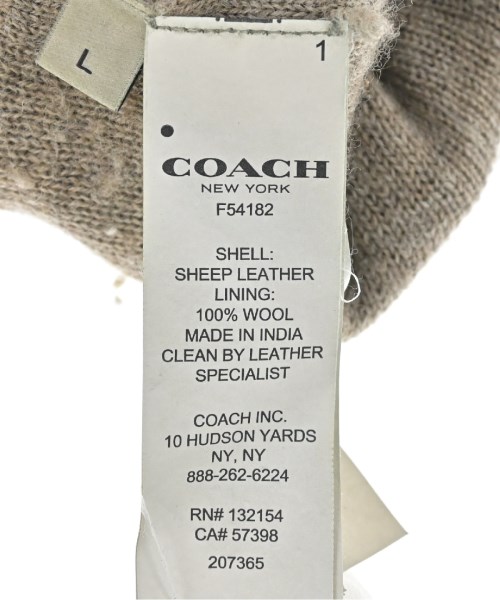 L
1
COACH
NEW YORK
F54182
SHELL:
SHEEP LEATHER
LINING:
100% WOOL
MADE IN INDIA
CLEAN BY LEATHER
SPECIALIST
COACH INC.
10 HUDSON YARDS
NY, NY
888-262-6224
RN# 132154
CA# 57398
207365